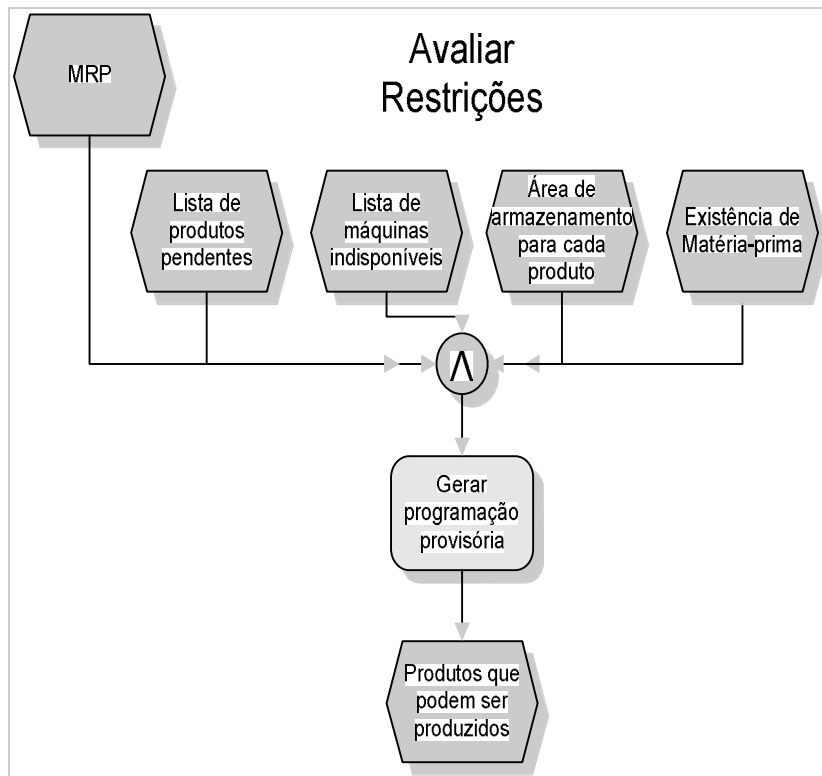 Avaliar
Restrições
MRP
Lista de
produtos
pendentes
Lista de
máquinas
indisponíveis
Área de
armazenamento
para cada
produto
Existência de
Matéria-prima
Λ
Gerar
programação
provisória
Produtos que
podem ser
produzidos